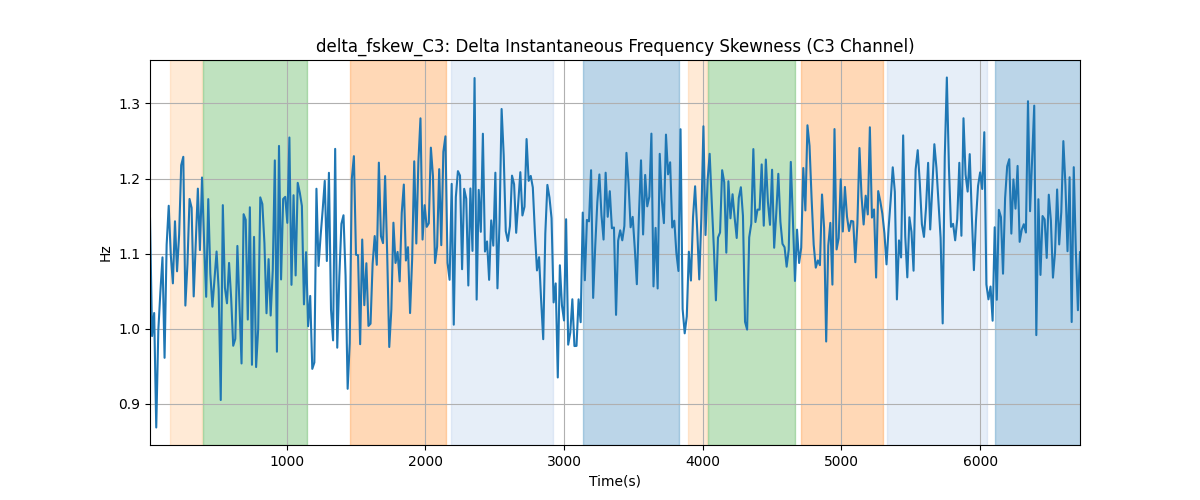 delta_fskew_C3: Delta Instantaneous Frequency Skewness (C3 Channel)
Hz
1.3
1.2
1.1
1.0
0.9
1000 2000 3000 4000 5000 6000
Time(s)